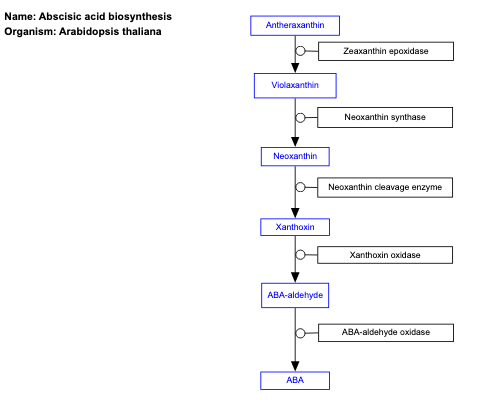 Name: Abscisic acid biosynthesis
Organism: Arabidopsis thaliana
Antheraxanthin
Zeaxanthin epoxidase
Violaxanthin
Neoxanthin synthase
Neoxanthin
Neoxanthin cleavage enzyme
Xanthoxin
Xanthoxin oxidase
ABA-aldehyde
ABA-aldehyde oxidase
ABA